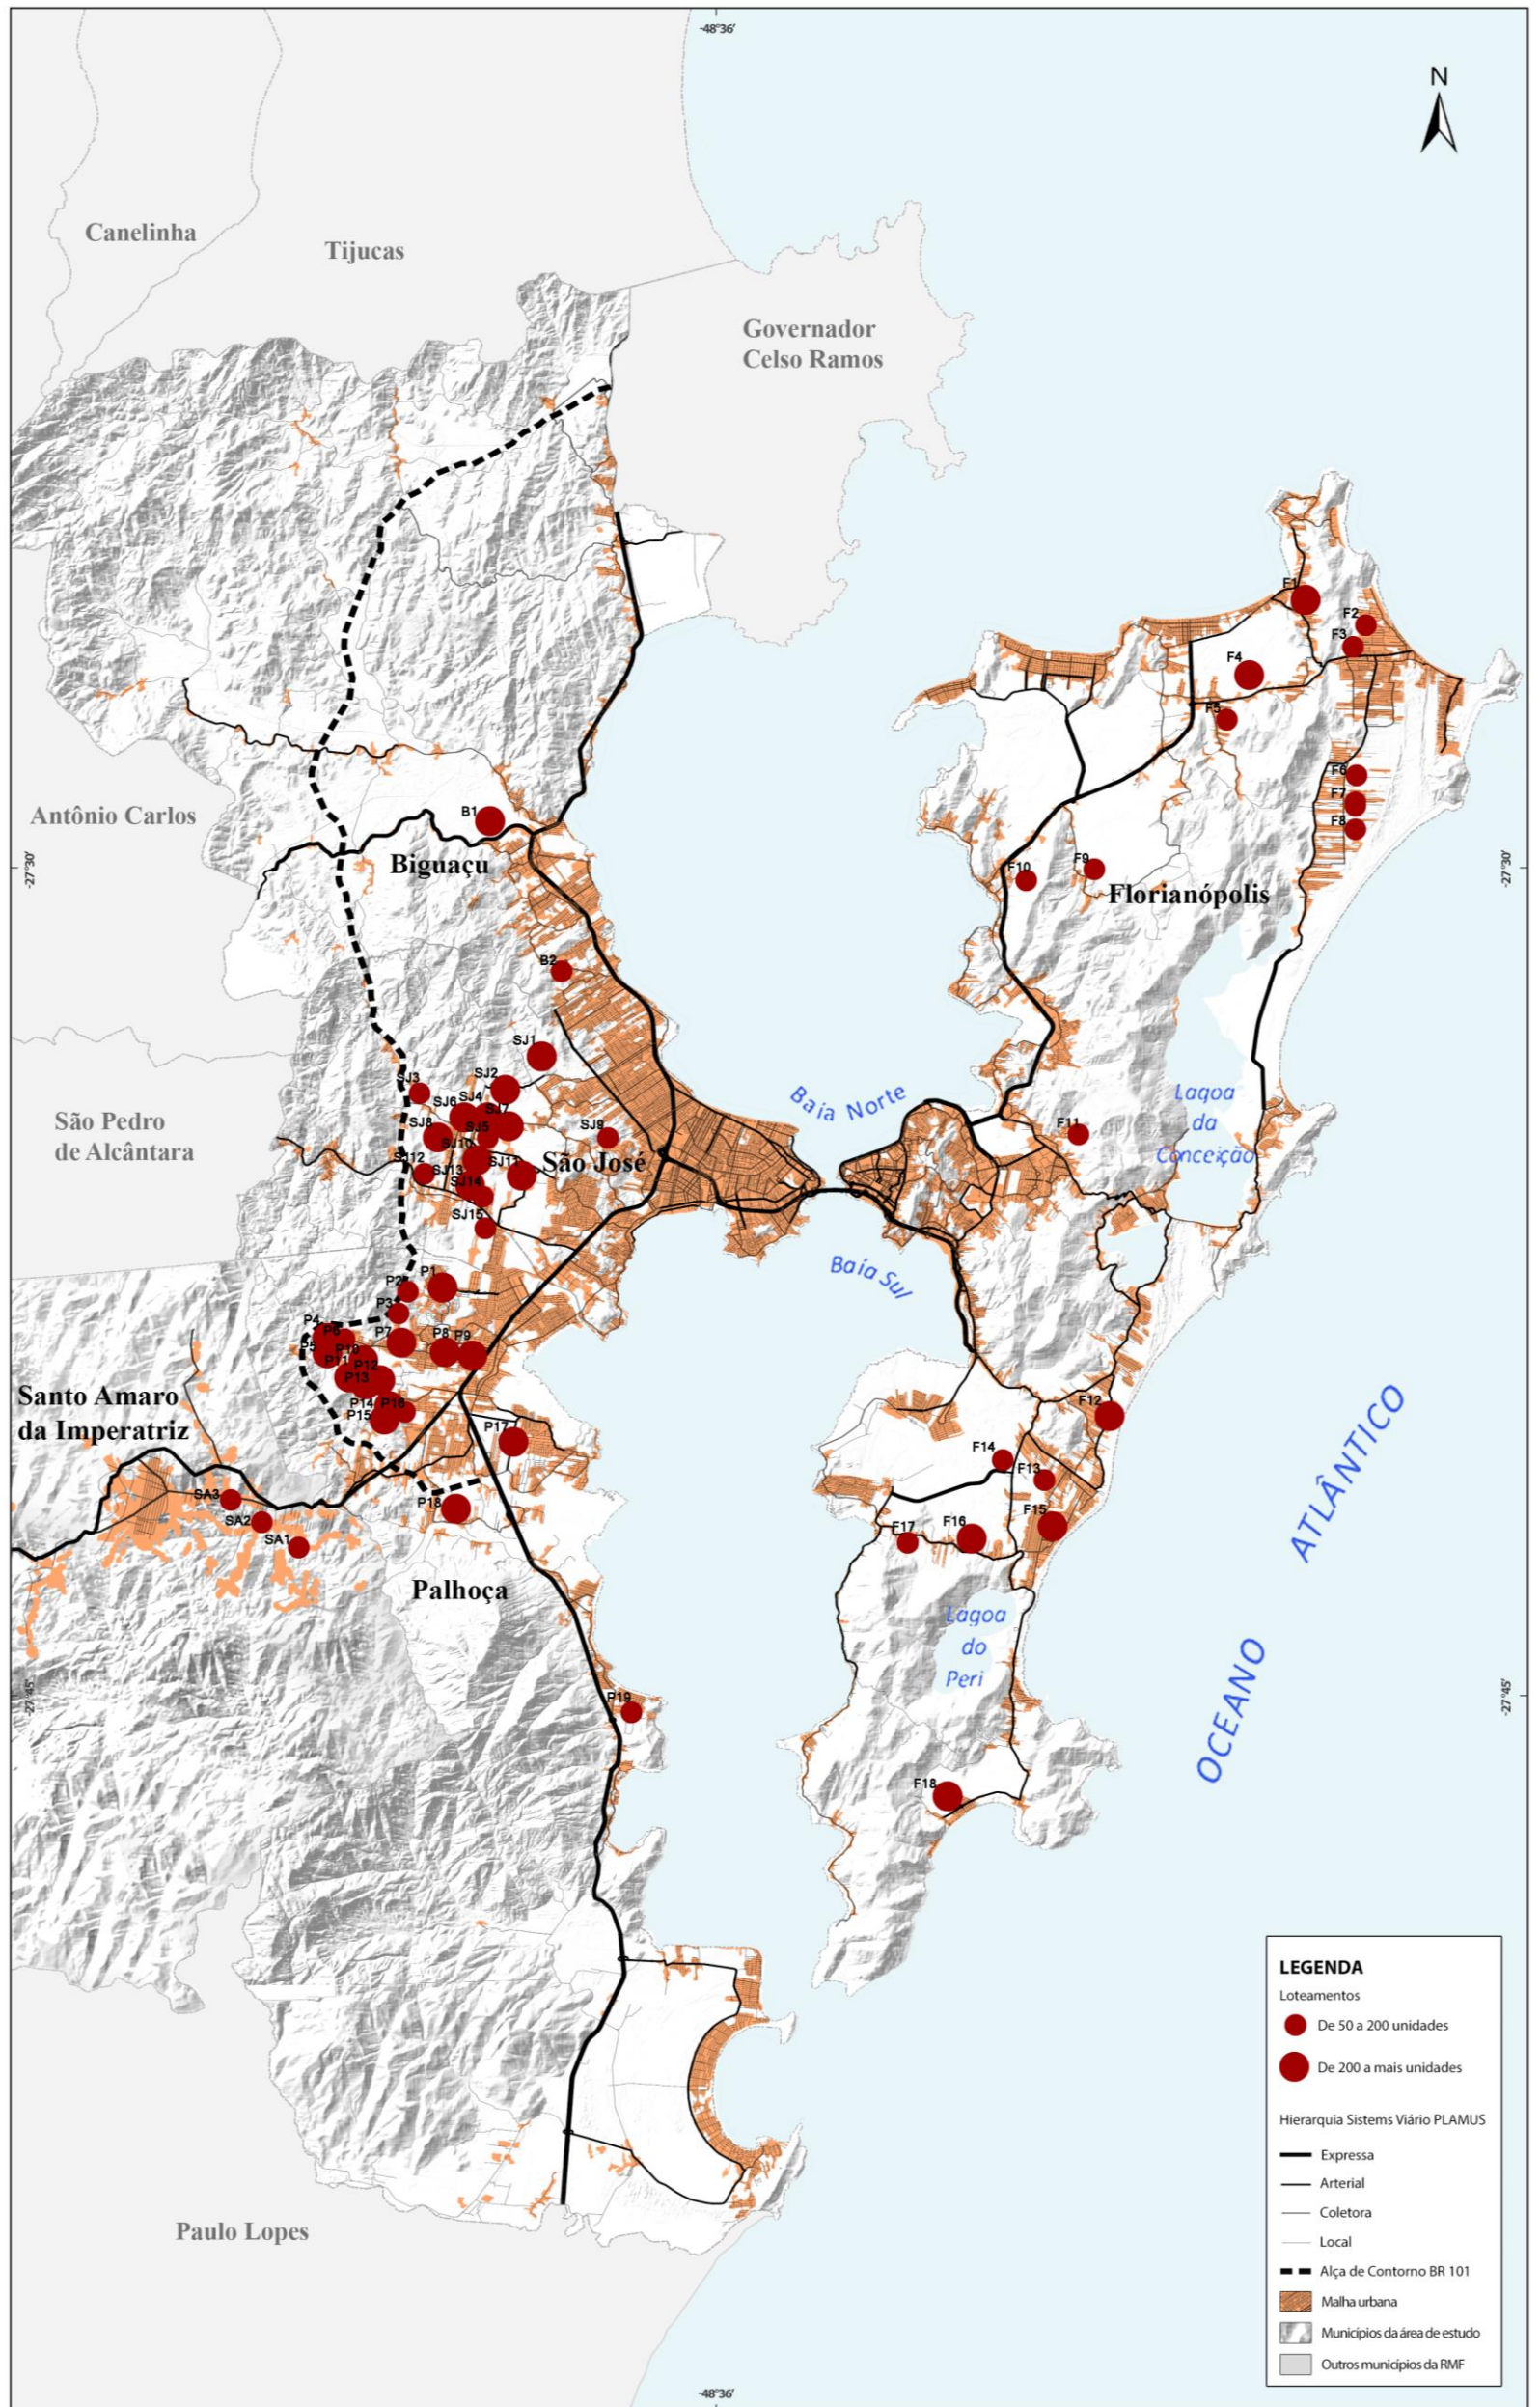 -48°36'
N
Canelinha
Tijucas
Governador
Celso Ramos
F1
F2
F3
F4
F5
F6
F7
F8
Antônio Carlos
B1
Biguaçu
-27°30'
-27°30'
F10
F9
Florianópolis
B2
SJ1
SJ2
SJ3
SJ4
SJ6
SJ7
SJ8
SJ5
SJ9
SJ10
SJ11
SJ12
SJ13
SJ14
SJ15
São José
São Pedro
de Alcântara
Baía Norte
F11
Lagoa
da
Conceição
Baía Sul
P1
P2
P3
P4
P6
P5
P7
P8
P9
P10
P11
P12
P13
P14
P16
P15
P17
P18
Santo Amaro
da Imperatriz
SA3
SA2
SA1
Palhoça
F12
F14
F13
F15
F16
F17
Lagoa
do
Peri
OCEANO ATLÂNTICO
-27°45'
-27°45'
P19
F18
Paulo Lopes
LEGENDA
Loteamentos
De 50 a 200 unidades
De 200 a mais unidades
Hierarquia Sistems Viário PLAMUS
Expressa
Arterial
Coletora
Local
Alça de Contorno BR 101
Malha urbana
Municípios da área de estudo
Outros municípios da RMF
-48°36'